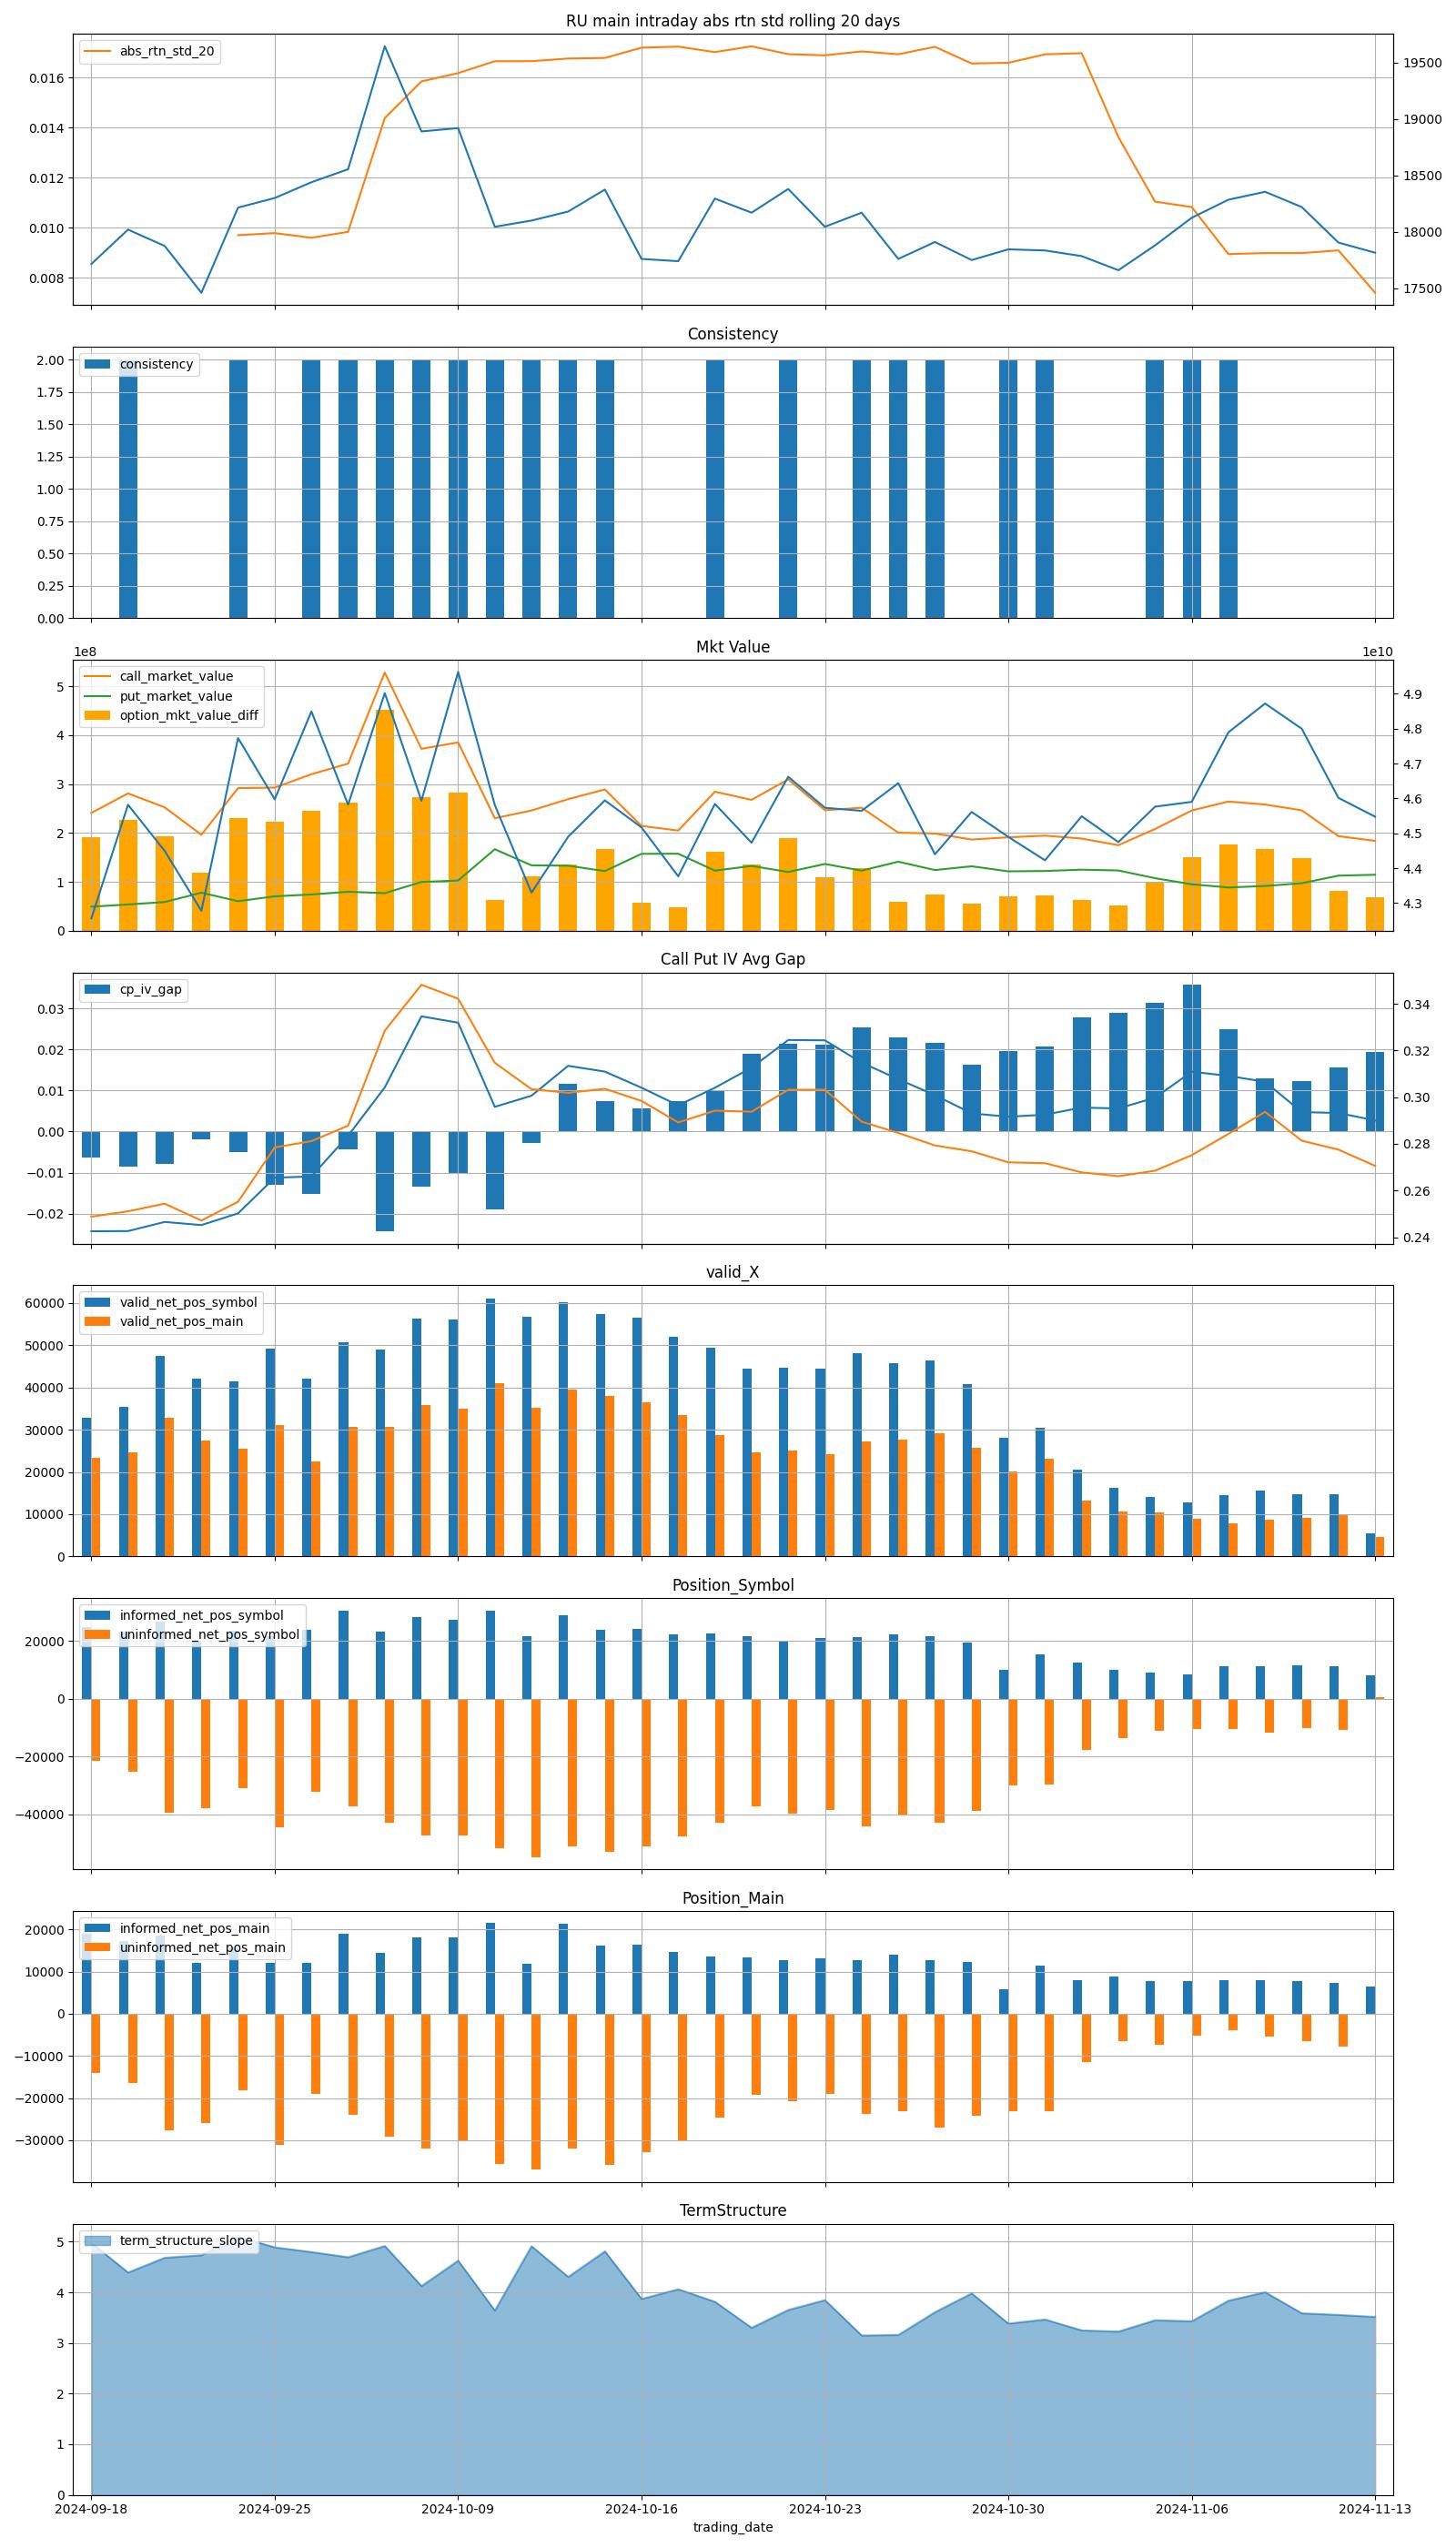 RU main intraday abs rtn std rolling 20 days
abs_rtn_std_20
0.016
0.014
0.012
0.010
0.008
19500
19000
18500
18000
17500
Consistency
consistency
2.00
1.75
1.50
1.25
1.00
0.75
0.50
0.25
0.00
Mkt Value
1e8
1e10
call_market_value
put_market_value
option_mkt_value_diff
5
4
3
2
1
0
4.9
4.8
4.7
4.6
4.5
4.4
4.3
Call Put IV Avg Gap
cp_iv_gap
0.03
0.02
0.01
0.00
−0.01
−0.02
0.34
0.32
0.30
0.28
0.26
0.24
valid_X
valid_net_pos_symbol
valid_net_pos_main
60000
50000
40000
30000
20000
10000
0
Position_Symbol
informed_net_pos_symbol
uninformed_net_pos_symbol
20000
0
−20000
−40000
Position_Main
informed_net_pos_main
uninformed_net_pos_main
20000
10000
0
−10000
−20000
−30000
TermStructure
term_structure_slope
5
4
3
2
1
0
2024-09-18 2024-09-25 2024-10-09 2024-10-16 2024-10-23 2024-10-30 2024-11-06 2024-11-13
trading_date